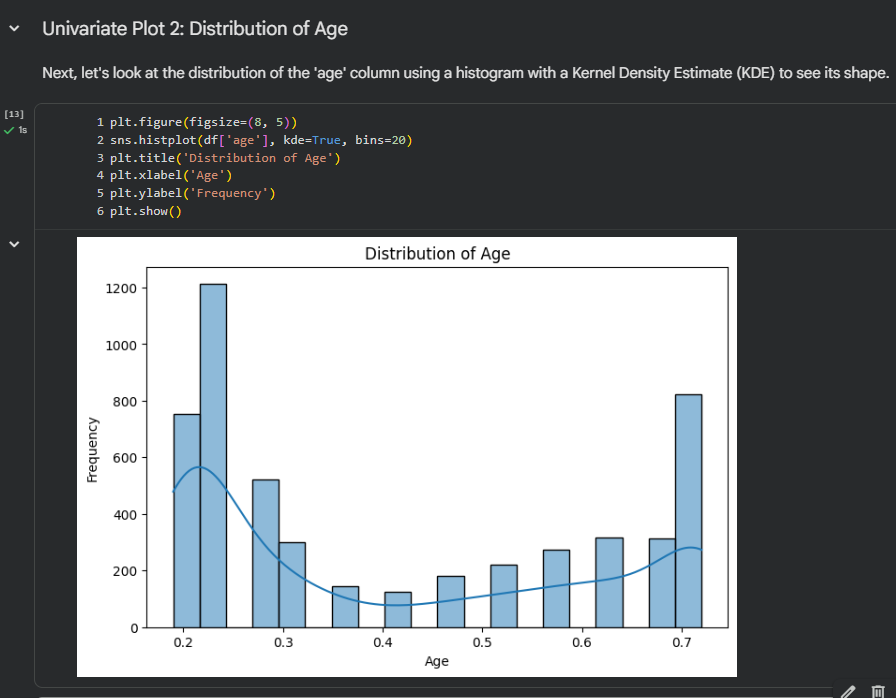 Univariate Plot 2: Distribution of Age
Next, let's look at the distribution of the 'age' column using a histogram with a Kernel Density Estimate (KDE) to see its shape.
[13]
1s
1 plt.figure(figsize=(8, 5))
2 sns.histplot(df['age'], kde=True, bins=20)
3 plt.title('Distribution of Age')
4 plt.xlabel('Age')
5 plt.ylabel('Frequency')
6 plt.show()
Distribution of Age
1200
1000
800
600
400
200
0
Frequency
0.2 0.3 0.4 0.5 0.6 0.7
Age